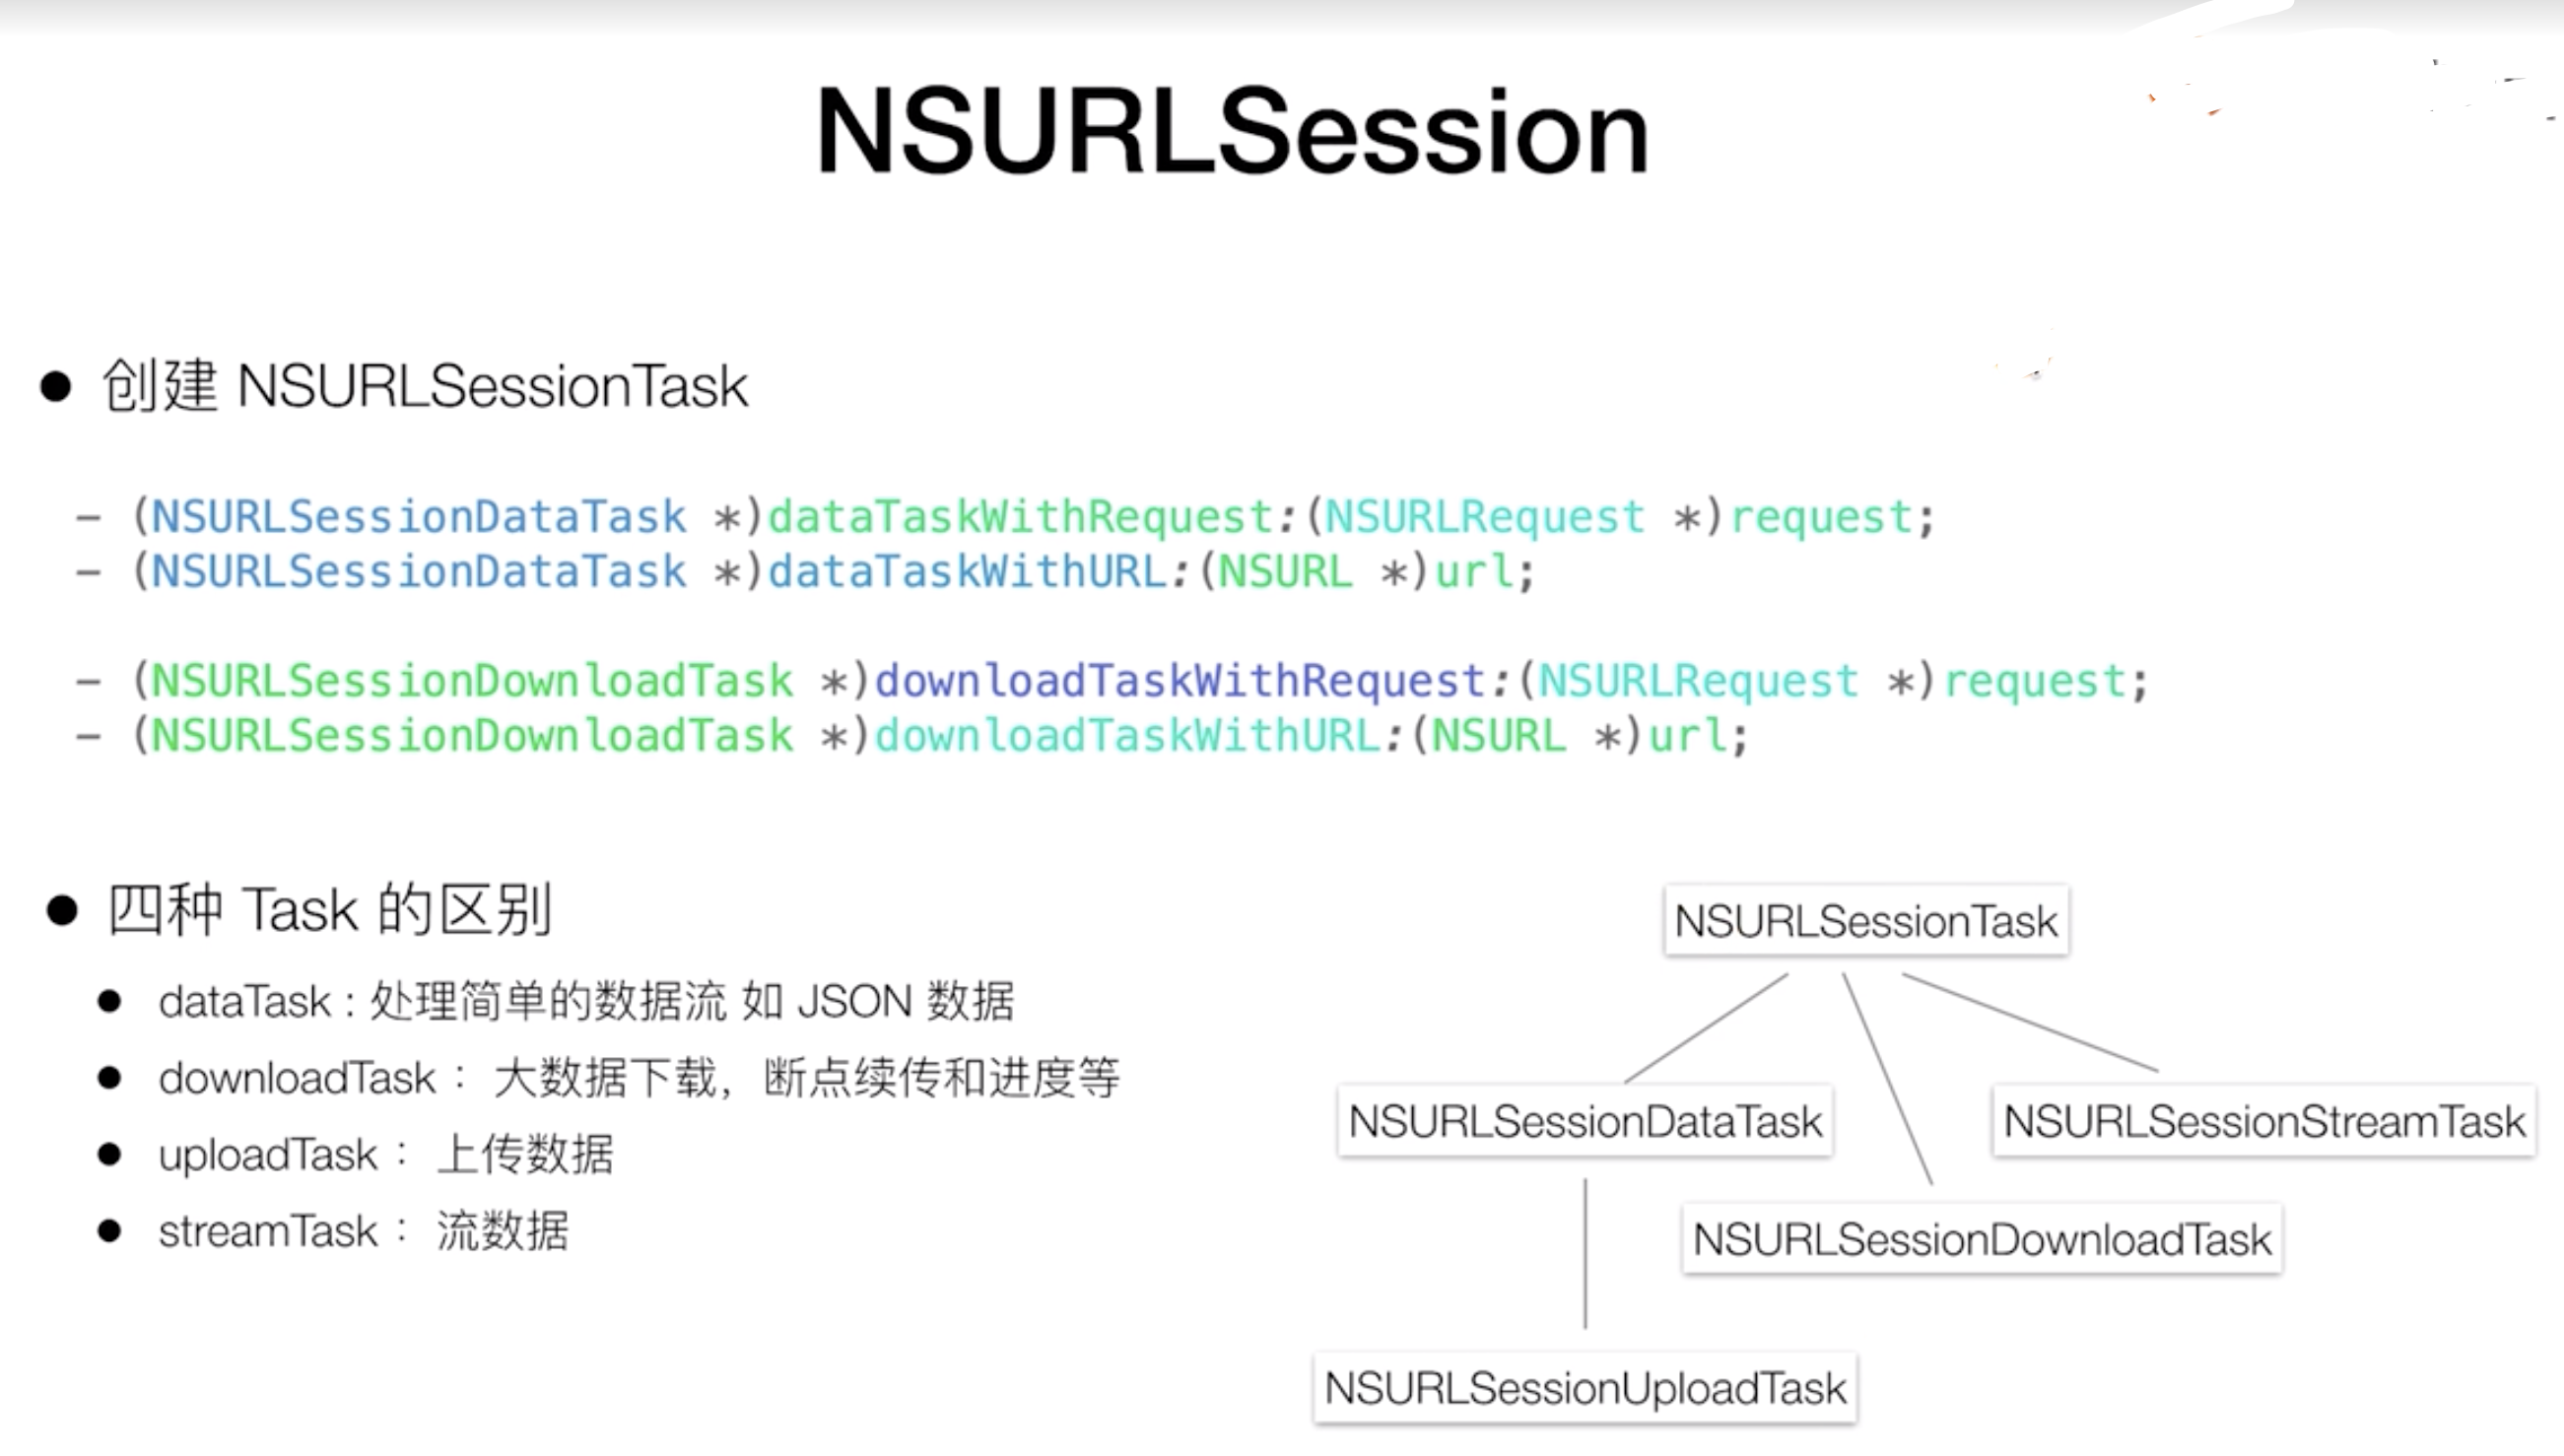 NSURLSession
● 创建 NSURLSessionTask
- (NSURLSessionDataTask *)dataTaskWithRequest:(NSURLRequest *)request;
- (NSURLSessionDataTask *)dataTaskWithURL:(NSURL *)url;
- (NSURLSessionDownloadTask *)downloadTaskWithRequest:(NSURLRequest *)request;
- (NSURLSessionDownloadTask *)downloadTaskWithURL:(NSURL *)url;
● 四种 Task 的区别
● dataTask : 处理简单的数据流 如 JSON 数据
● downloadTask： 大数据下载，断点续传和进度等
● uploadTask： 上传数据
● streamTask： 流数据
NSURLSessionTask
NSURLSessionDataTask
NSURLSessionStreamTask
NSURLSessionDownloadTask
NSURLSessionUploadTask